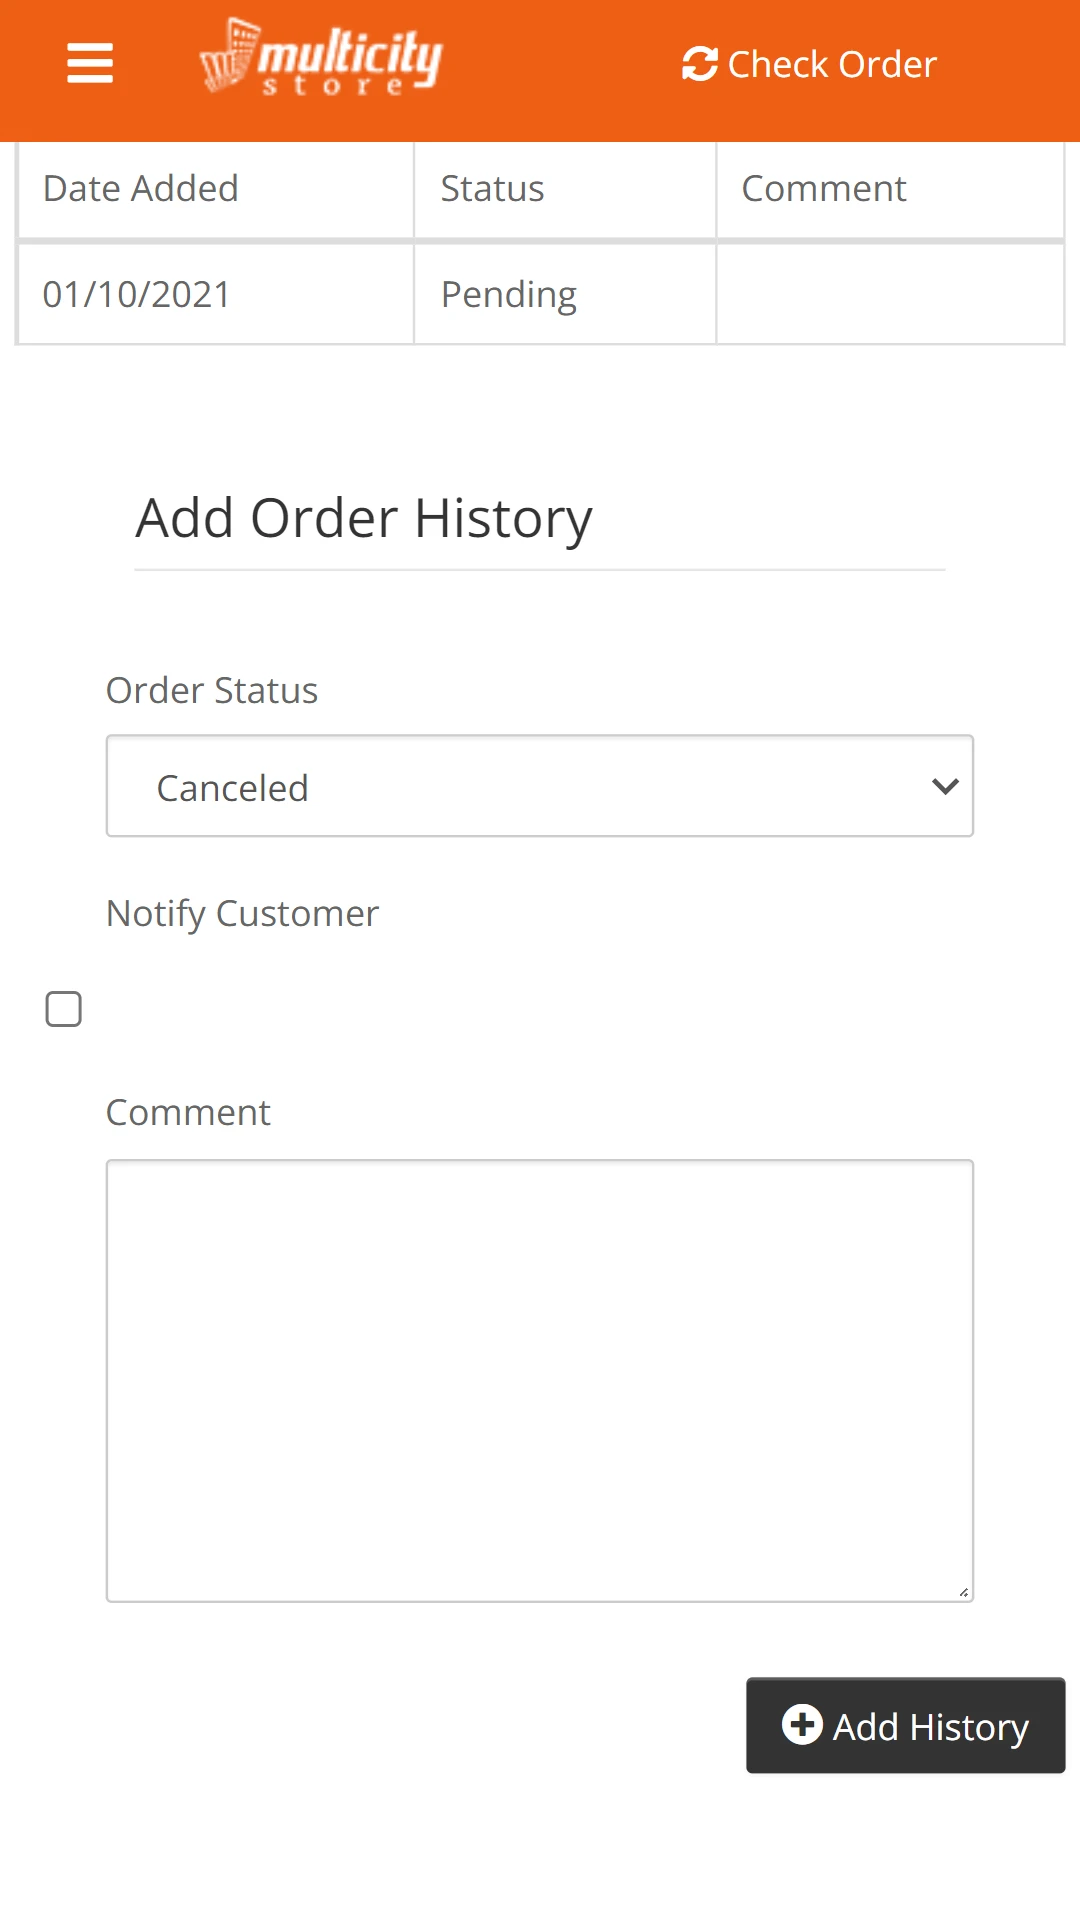 multicity
store
Check Order
Date Added Status Comment
01/10/2021 Pending
Add Order History
Order Status
Canceled
Notify Customer
Comment
Add History